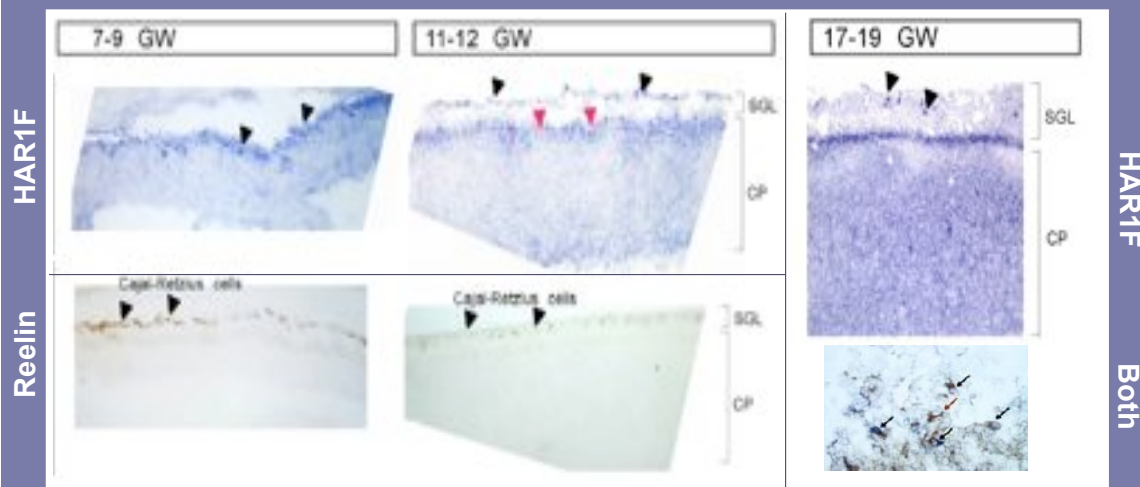 7-9 GW
11-12 GW
17-19 GW
HAR1F
SGL
CP
SGL
CP
HAR1F
Reelin
Cajal-Retzius cells
Cajal-Retzius cells
SGL
CP
Both